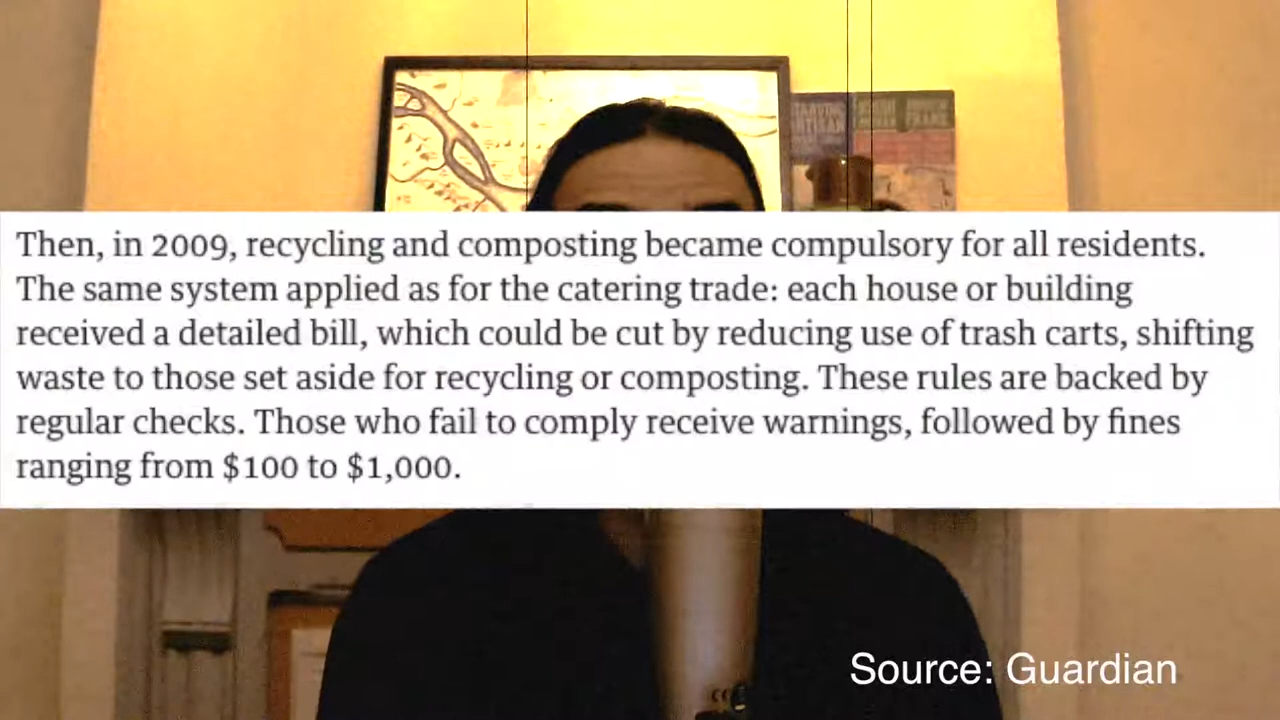 STARVING
ARTISAN
Then, in 2009, recycling and composting became compulsory for all residents.
The same system applied as for the catering trade: each house or building
received a detailed bill, which could be cut by reducing use of trash carts, shifting
waste to those set aside for recycling or composting. These rules are backed by
regular checks. Those who fail to comply receive warnings, followed by fines
ranging from $100 to $1,000.
Source: Guardian